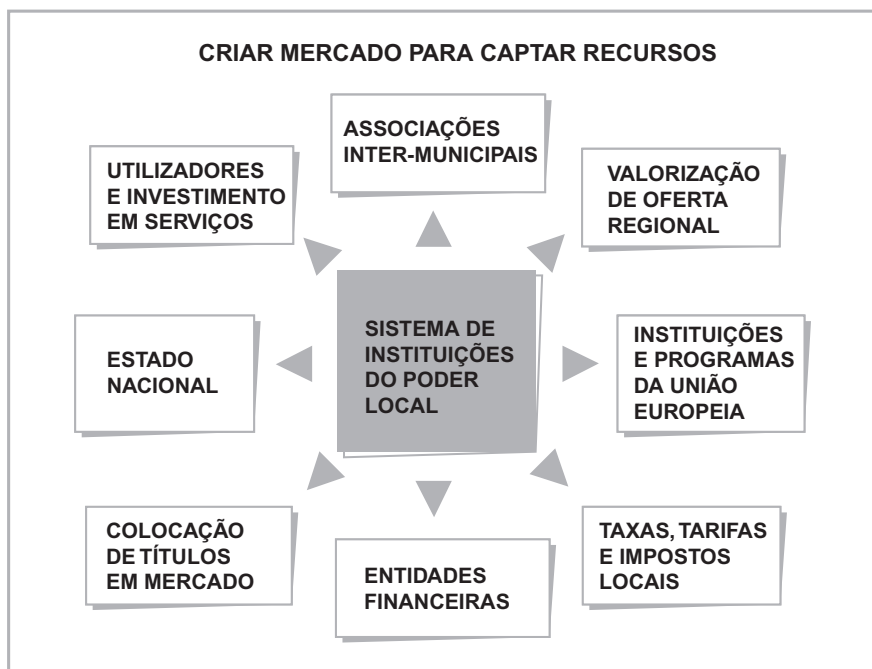 CRIAR MERCADO PARA CAPTAR RECURSOS
ASSOCIAÇÕES
INTER-MUNICIPAIS
UTILIZADORES
E INVESTIMENTO
EM SERVIÇOS
VALORIZAÇÃO
DE OFERTA
REGIONAL
SISTEMA DE
INSTITUIÇÕES
DO PODER
LOCAL
ESTADO
NACIONAL
INSTITUIÇÕES
E PROGRAMAS
DA UNIÃO
EUROPEIA
COLOCAÇÃO
DE TÍTULOS
EM MERCADO
ENTIDADES
FINANCEIRAS
TAXAS, TARIFAS
E IMPOSTOS
LOCAIS